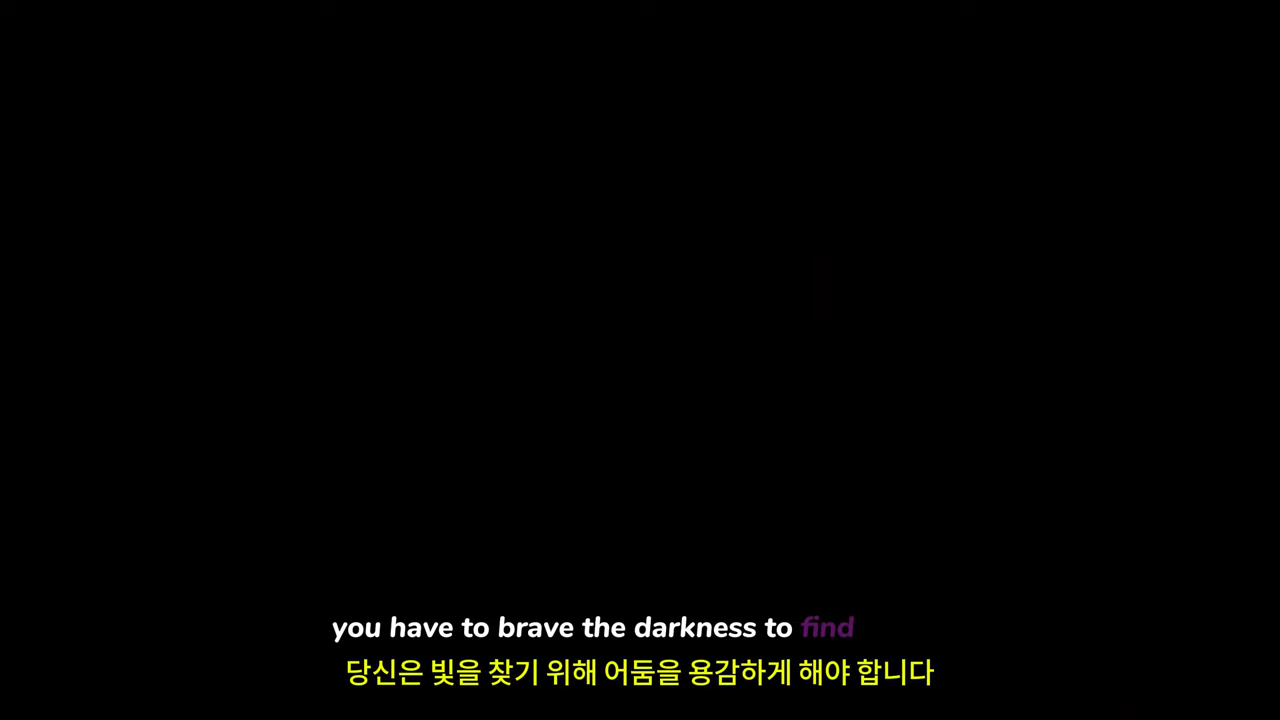 you have to brave the darkness to find
당신은 빛을 찾기 위해 어둠을 용감하게 해야 합니다